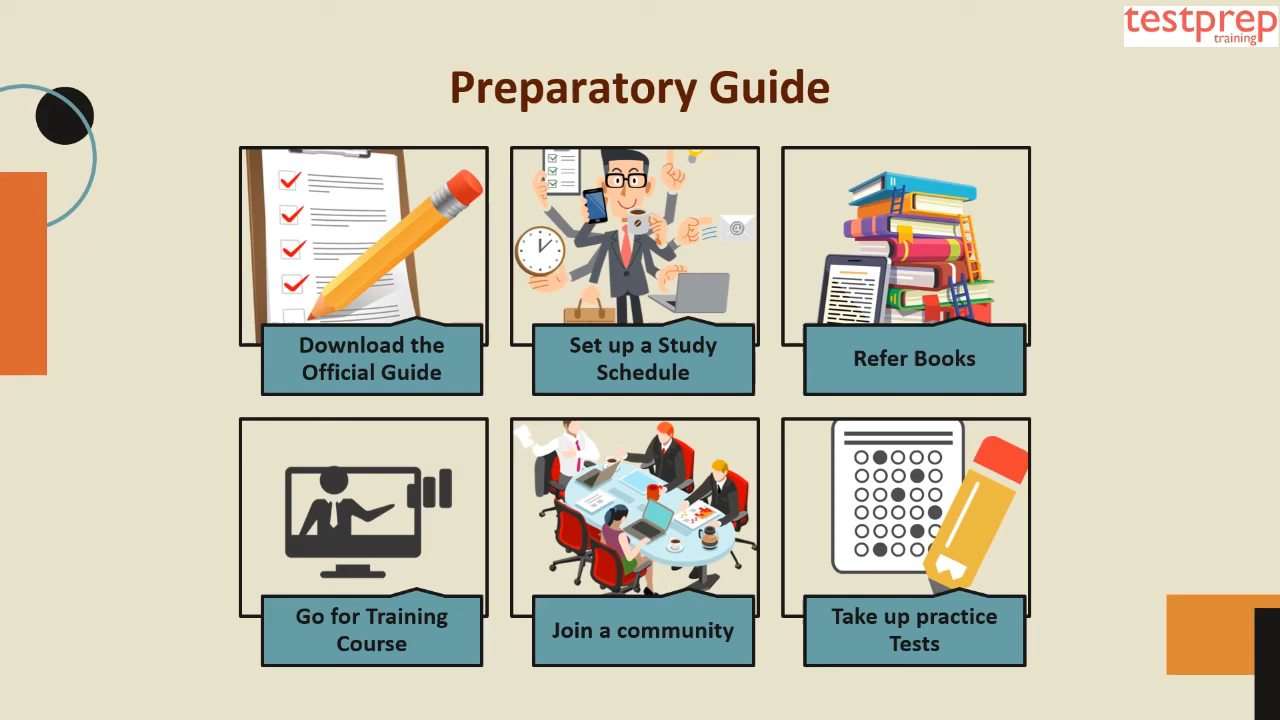 testprep
training
Preparatory Guide
Download the
Official Guide
Set up a Study
Schedule
Refer Books
Go for Training
Course
Join a community
Take up practice
Tests